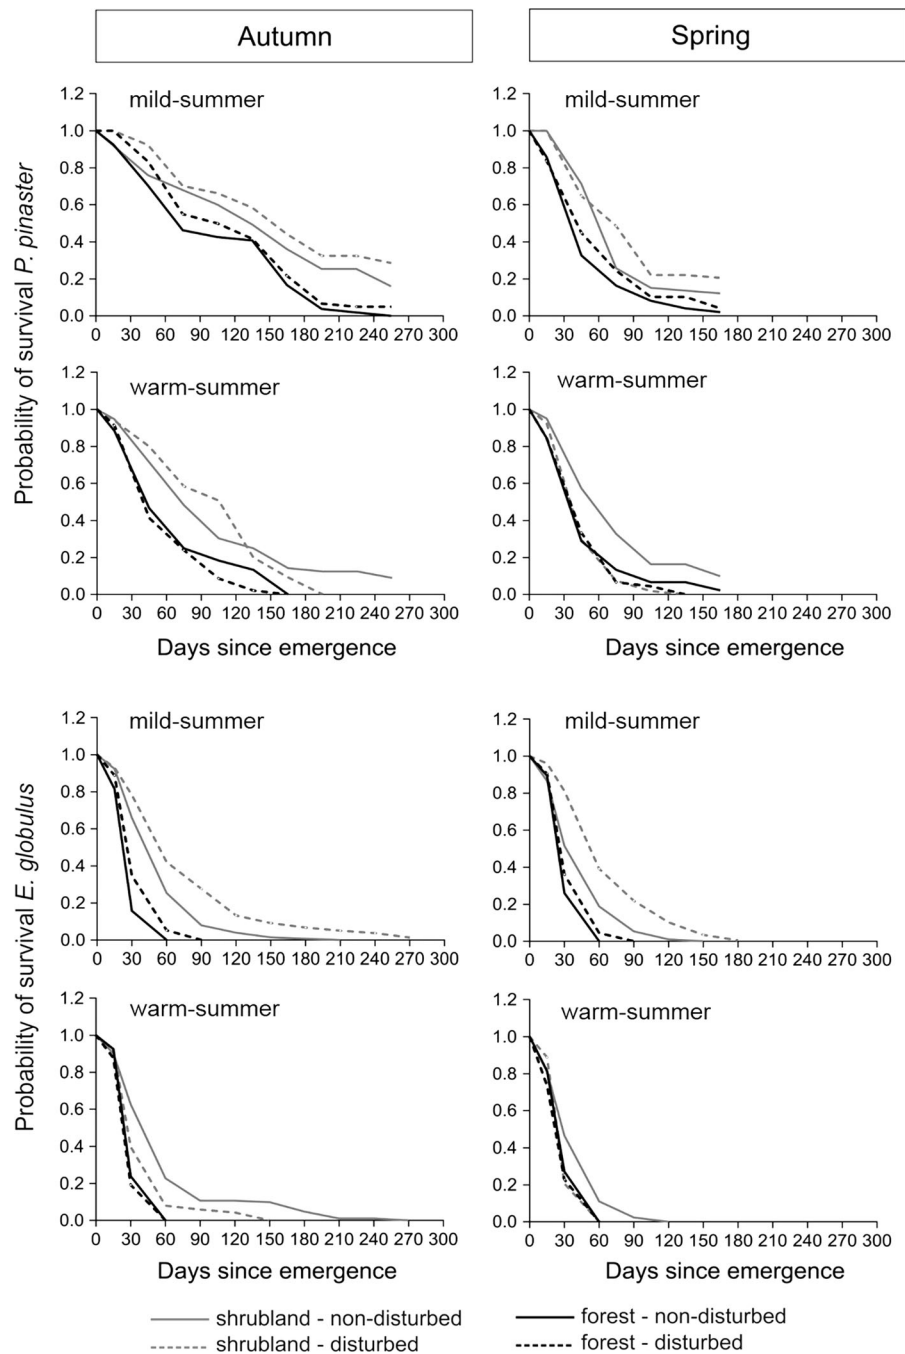 Autumn
Spring
Probability of survival P. pinaster
mild-summer
1.2
1.0
0.8
0.6
0.4
0.2
0.0
0 30 60 90 120 150 180 210 240 270 300
mild-summer
1.2
1.0
0.8
0.6
0.4
0.2
0.0
0 30 60 90 120 150 180 210 240 270 300
warm-summer
1.2
1.0
0.8
0.6
0.4
0.2
0.0
0 30 60 90 120 150 180 210 240 270 300
Days since emergence
warm-summer
1.2
1.0
0.8
0.6
0.4
0.2
0.0
0 30 60 90 120 150 180 210 240 270 300
Days since emergence
Probability of survival E. globulus
mild-summer
1.2
1.0
0.8
0.6
0.4
0.2
0.0
0 30 60 90 120 150 180 210 240 270 300
mild-summer
1.2
1.0
0.8
0.6
0.4
0.2
0.0
0 30 60 90 120 150 180 210 240 270 300
warm-summer
1.2
1.0
0.8
0.6
0.4
0.2
0.0
0 30 60 90 120 150 180 210 240 270 300
Days since emergence
warm-summer
1.2
1.0
0.8
0.6
0.4
0.2
0.0
0 30 60 90 120 150 180 210 240 270 300
Days since emergence
shrubland - non-disturbed
shrubland - disturbed
forest - non-disturbed
forest - disturbed